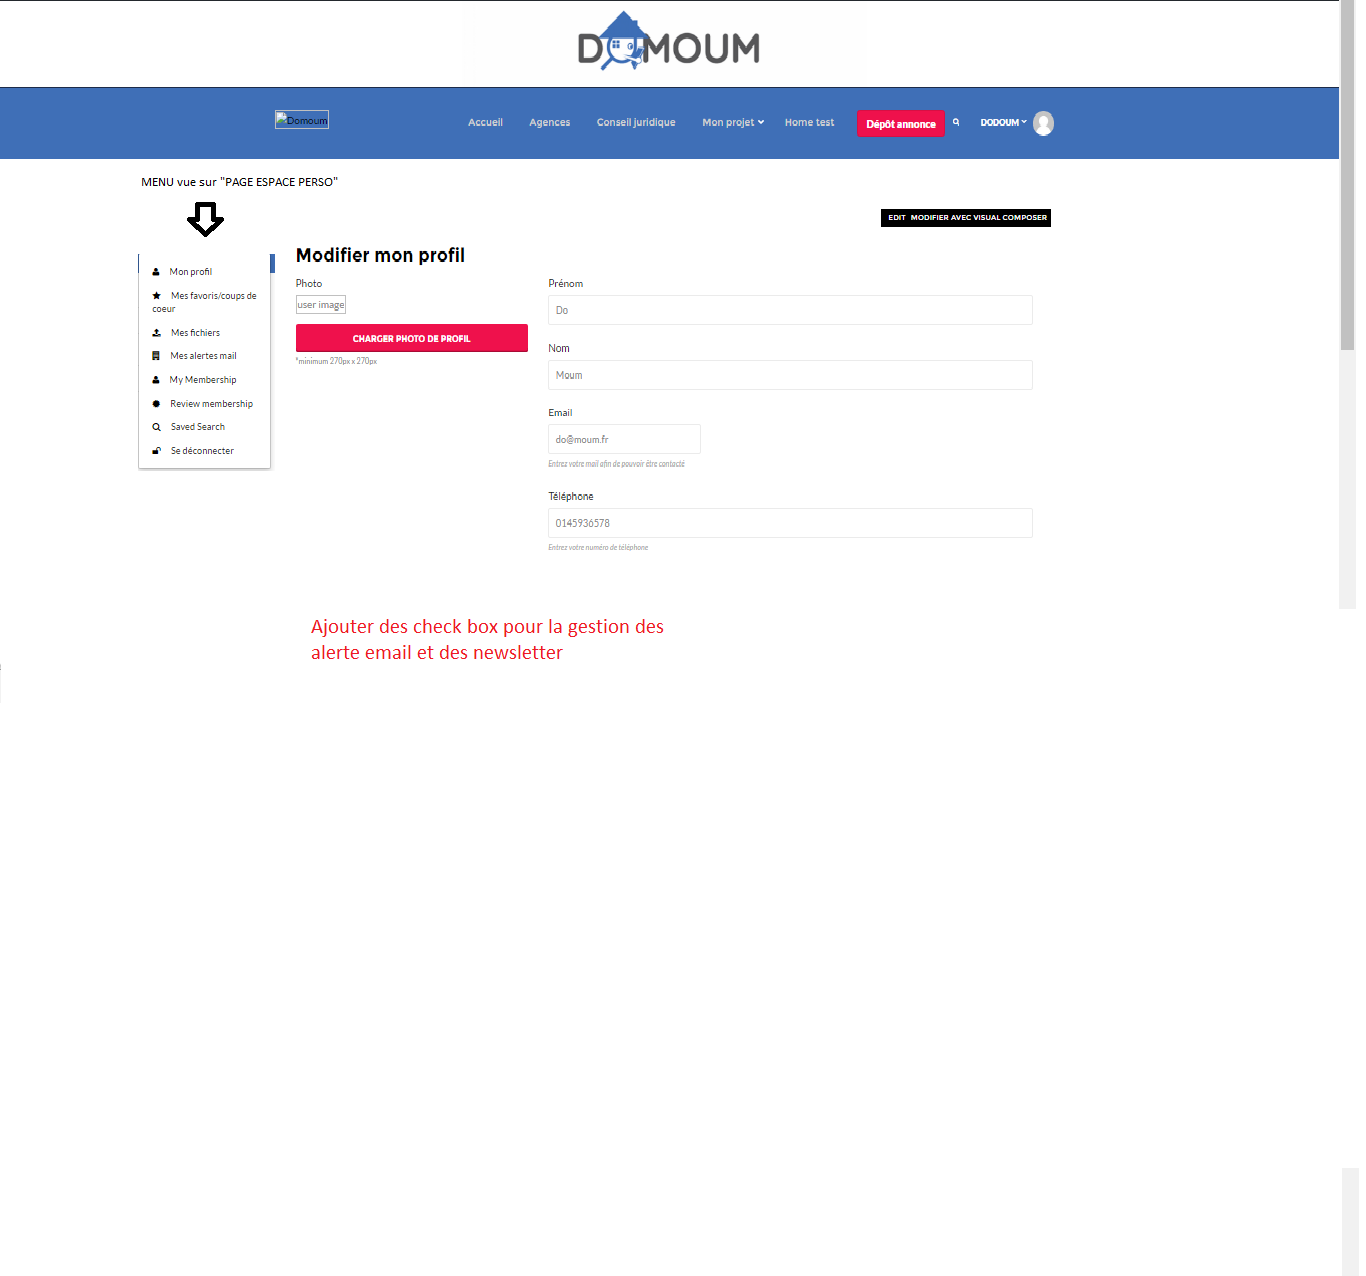 DOMOUM
Domoum
Accueil
Agences
Conseil juridique
Mon projet
Home test
Dépôt annonce
DODOUM
MENU vue sur "PAGE ESPACE PERSO"
EDIT MODIFIER AVEC VISUAL COMPOSER
Mon profil
Mes favoris/coups de
coeur
Mes fichiers
Mes alertes mail
My Membership
Review membership
Saved Search
Se déconnecter
Modifier mon profil
Photo
user image
CHARGER PHOTO DE PROFIL
*minimum 270px x 270px
Prénom
Do
Nom
Moum
Email
do@moum.fr
Entrez votre mail afin de pouvoir être contacté
Téléphone
0145936578
Entrez votre numéro de téléphone
Ajouter des check box pour la gestion des
alerte email et des newsletter